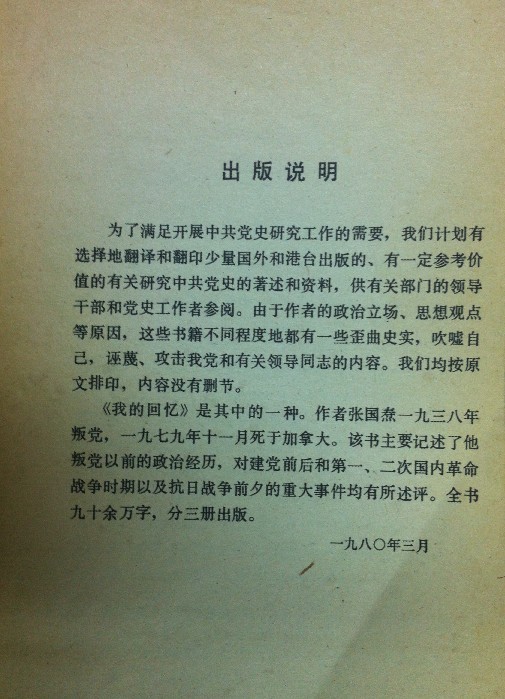 出版说明
为了满足开展中共党史研究工作的需要，我们计划有
选择地翻译和翻印少量国外和港台出版的、有一定参考价
值的有关研究中共党史的著述和资料，供有关部门的领导
干部和党史工作者参阅。由于作者的政治立场、思想观点
等原因，这些书籍不同程度地都有一些歪曲史实，吹嘘自
己，诬蔑、攻击我党和有关领导同志的内容。我们均按原
文排印，内容没有删节。
《我的回忆》是其中的一种。作者张国焘一九三八年
叛党，一九七九年十一月死于加拿大。该书主要记述了他
叛党以前的政治经历，对建党前后和第一、二次国内革命
战争时期以及抗日战争前夕的重大事件均有所述评。全书
九十余万字，分三册出版。
一九八〇年三月